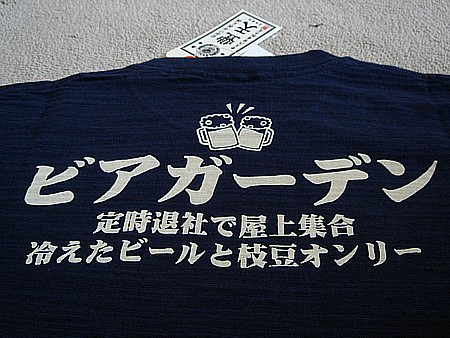 ビアガーデン
定時退社で屋上集合
冷えたビールと枝豆オンリー